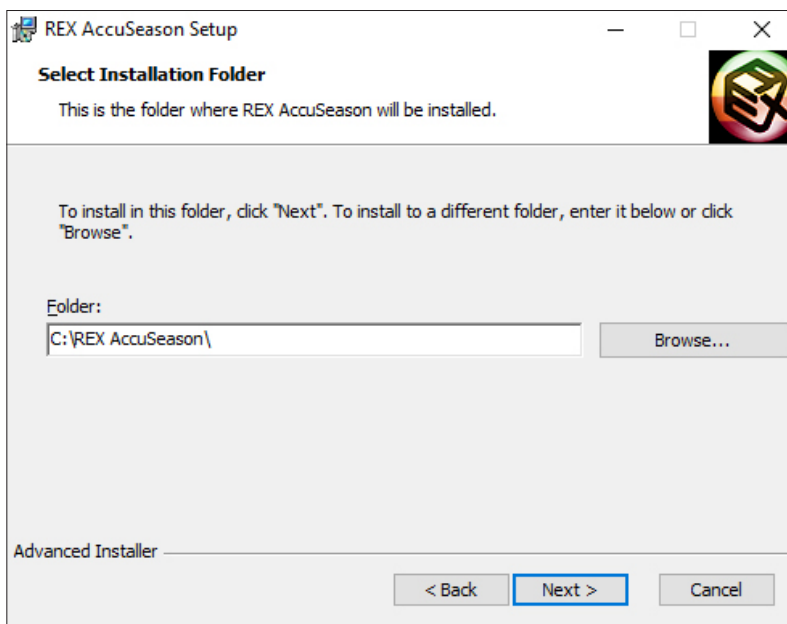 REX AccuSeason Setup
Select Installation Folder
This is the folder where REX AccuSeason will be installed.
REX
To install in this folder, click "Next". To install to a different folder, enter it below or click
"Browse".
Folder:
C:\REX AccuSeason\
Browse...
Advanced Installer
< Back
Next >
Cancel